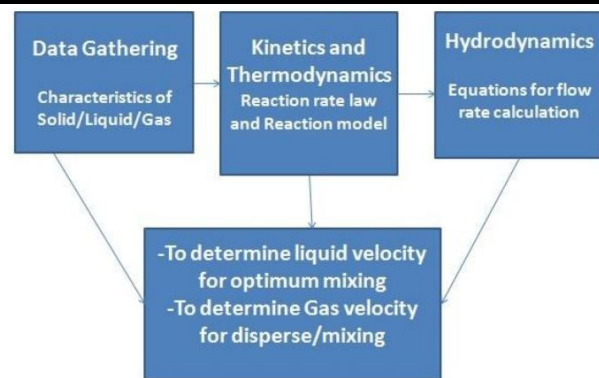 Data Gathering
Characteristics of
Solid/Liquid/Gas
Kinetics and
Thermodynamics
Reaction rate law
and Reaction model
Hydrodynamics
Equations for flow
rate calculation
-To determine liquid velocity
for optimum mixing
-To determine Gas velocity
for disperse/mixing